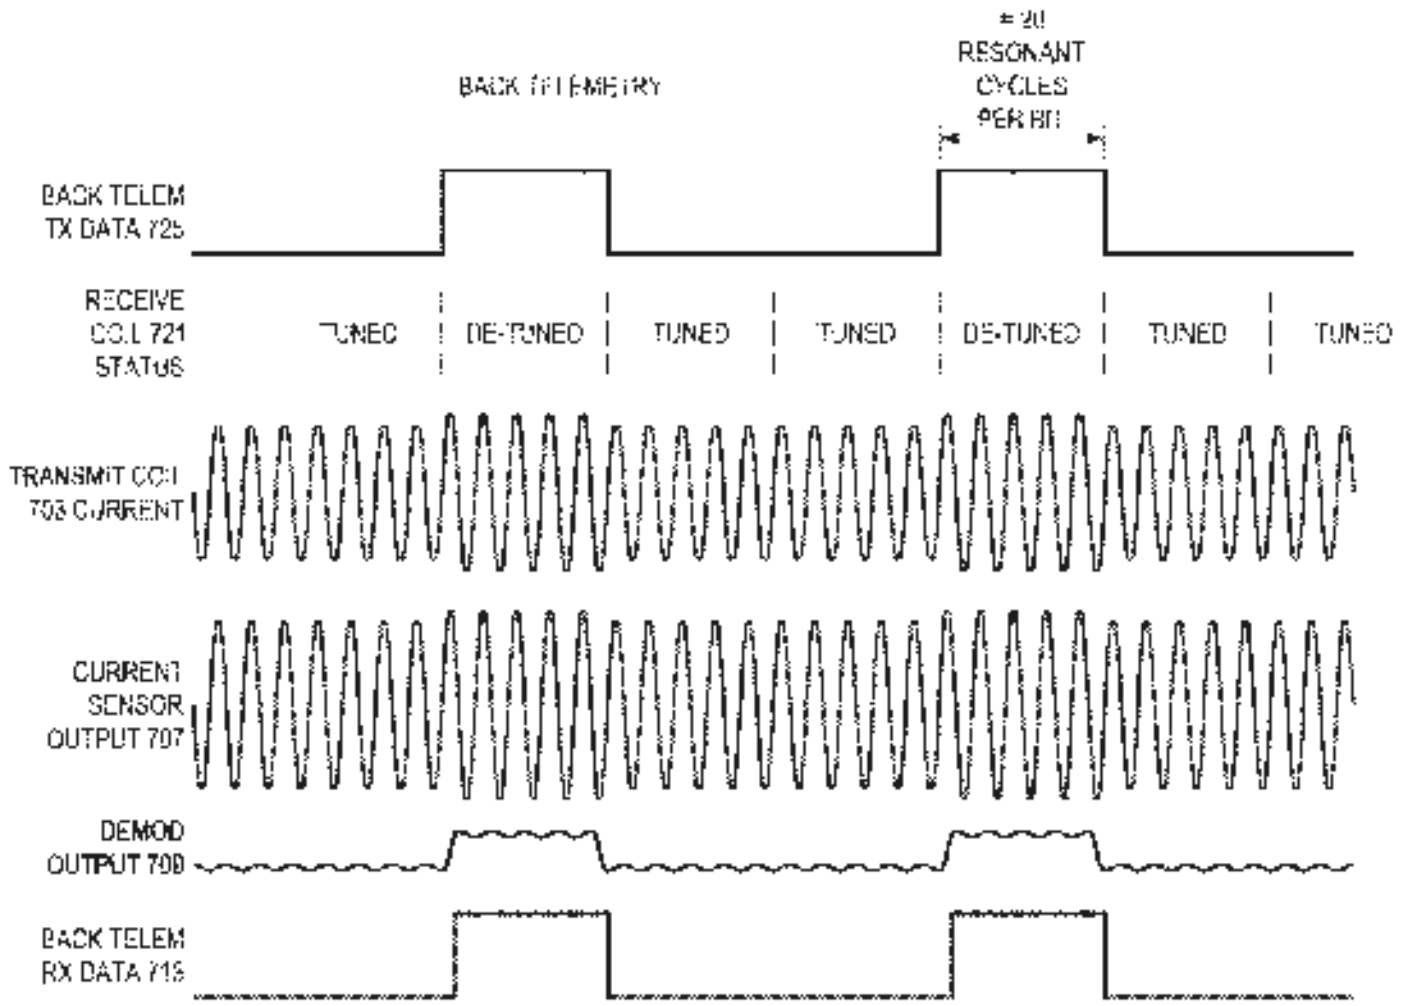 = 20
RESONANT
CYCLES
PER BIT
BACK TELEMETRY
BACK TELEM
TX DATA 725
RECEIVE
COIL 721
STATUS
TUNED DE-TUNED TUNED TUNED DE-TUNED TUNED TUNED
TRANSMIT COIL
703 CURRENT
CURRENT
SENSOR
OUTPUT 707
DEMOD
OUTPUT 709
BACK TELEM
RX DATA